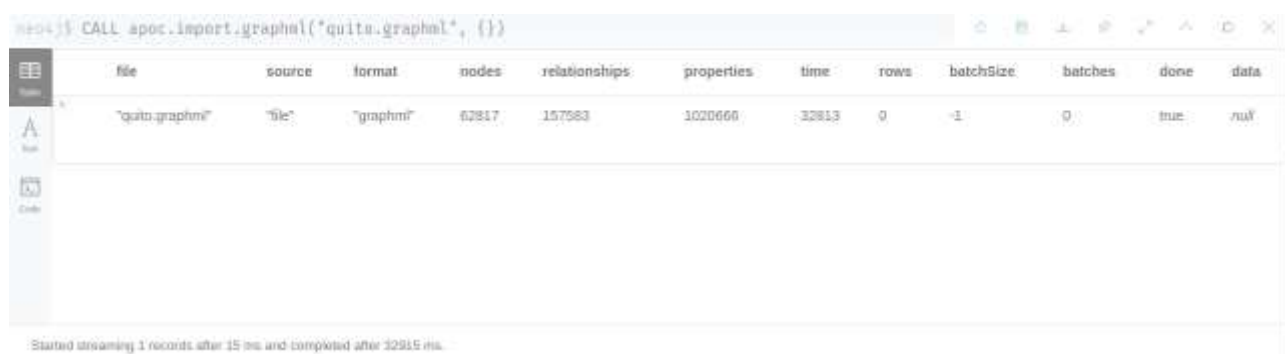 neo4j$ CALL apoc.import.graphml("quito.graphml", {})
file source format nodes relationships properties time rows batchSize batches done data
"quito.graphml" "file" "graphml" 62817 157583 1020666 32813 0 -1 0 true null
Table
Text
Code
Started streaming 1 records after 15 ms and completed after 32915 ms.